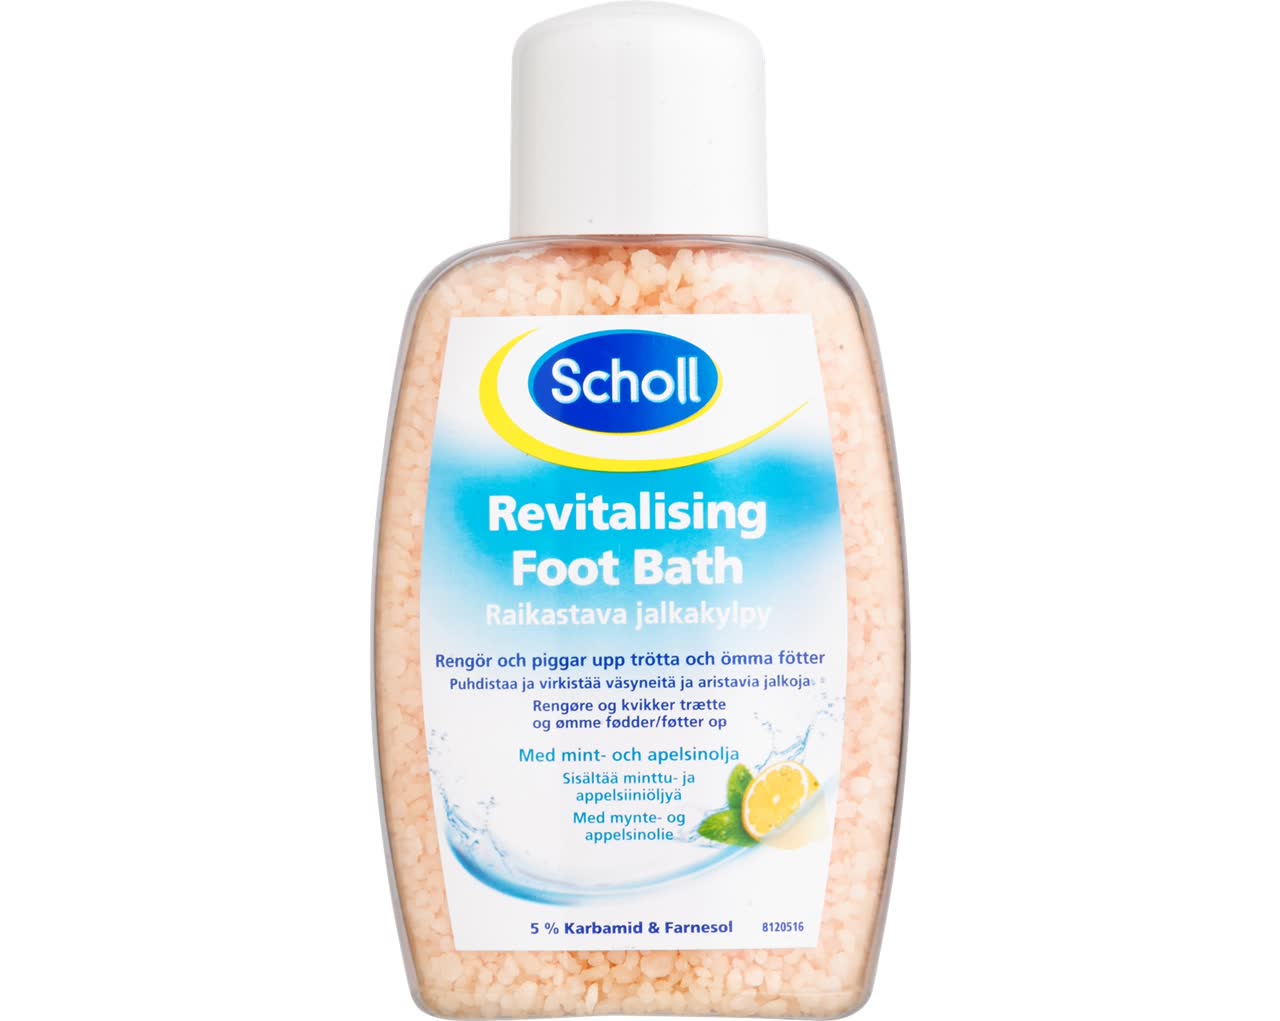 Scholl
Revitalising
Foot Bath
Raikastava jalkakylpy
Rengör och piggar upp trötta och ömma fötter
Puhdistaa ja virkistää väsyneitä ja aristavia jalkoja
Rengøre og kvikker trætte
og ømme fødder/føtter op
Med mint- och apelsinolja
Sisältää minttu- ja
appelsiiniöljyä
Med mynte- og
appelsinolie
5 % Karbamid & Farnesol 8120516